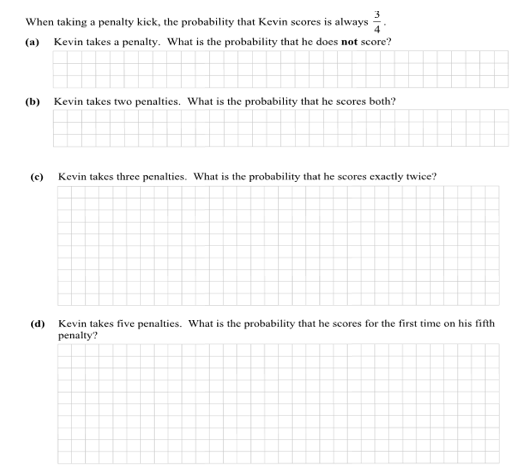 When taking a penalty kick, the probability that Kevin scores is always 3/4.
(a) Kevin takes a penalty. What is the probability that he does not score?
(b) Kevin takes two penalties. What is the probability that he scores both?
(c) Kevin takes three penalties. What is the probability that he scores exactly twice?
(d) Kevin takes five penalties. What is the probability that he scores for the first time on his fifth
penalty?